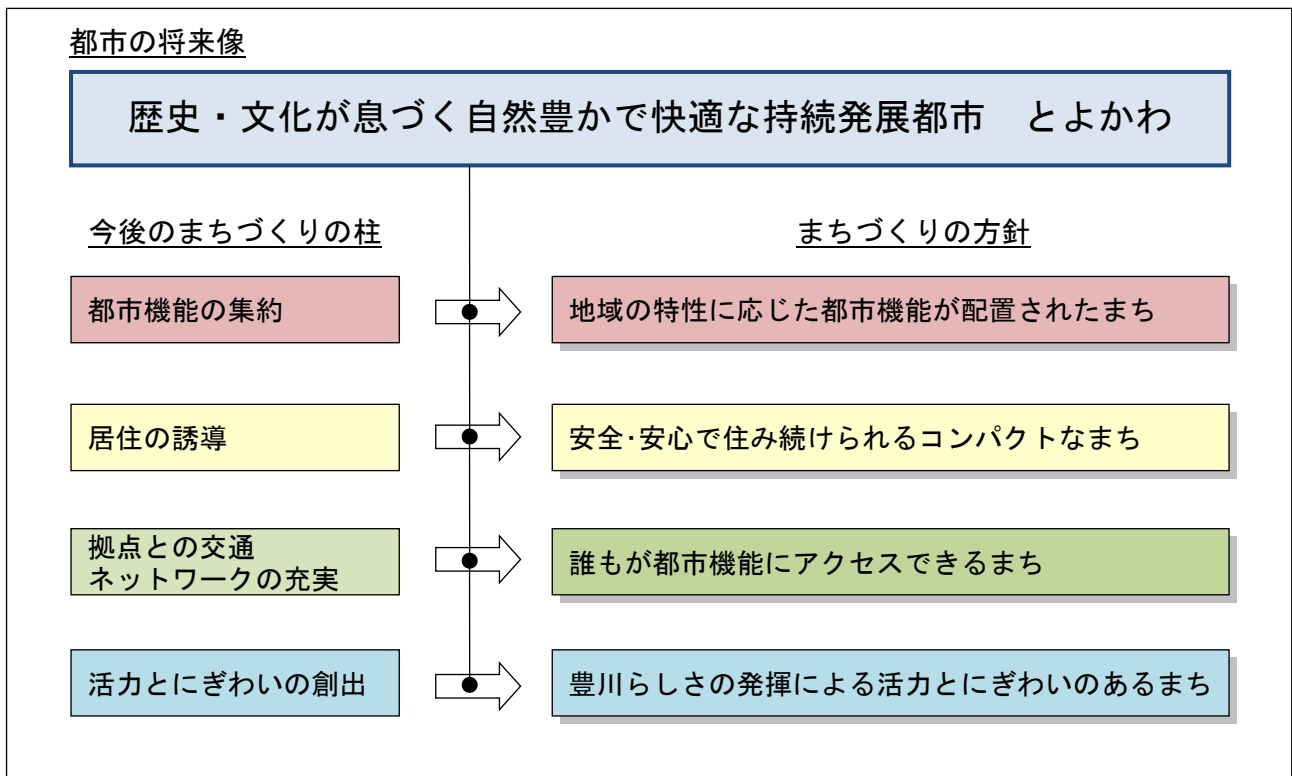 都市の将来像
歴史・文化が息づく自然豊かで快適な持続発展都市　とよかわ
今後のまちづくりの柱
まちづくりの方針
都市機能の集約
地域の特性に応じた都市機能が配置されたまち
居住の誘導
安全･安心で住み続けられるコンパクトなまち
拠点との交通
ネットワークの充実
誰もが都市機能にアクセスできるまち
活力とにぎわいの創出
豊川らしさの発揮による活力とにぎわいのあるまち